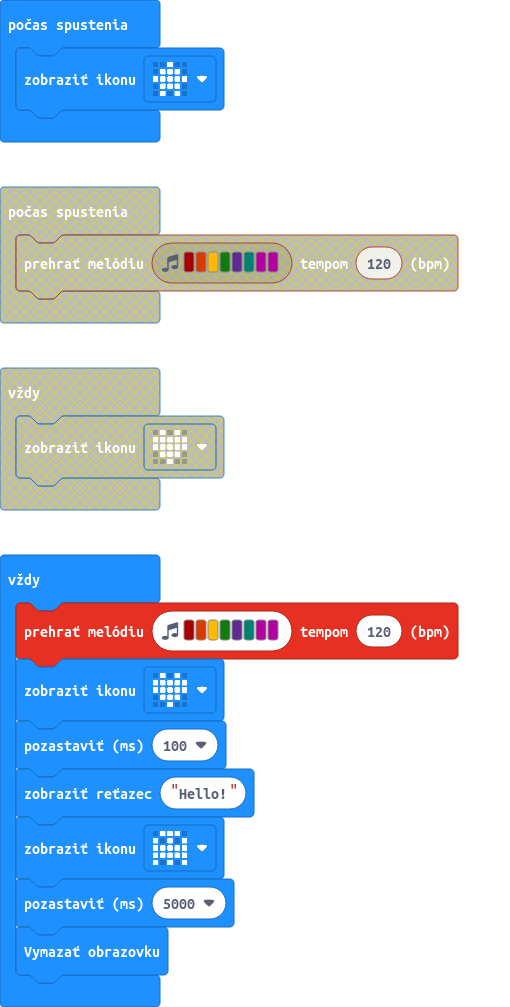 počas spustenia
zobraziť ikonu
počas spustenia
prehrať melódiu tempom 120 (bpm)
vždy
zobraziť ikonu
vždy
prehrať melódiu tempom 120 (bpm)
zobraziť ikonu
pozastaviť (ms) 100
zobraziť reťazec "Hello!"
zobraziť ikonu
pozastaviť (ms) 5000
Vymazať obrazovku